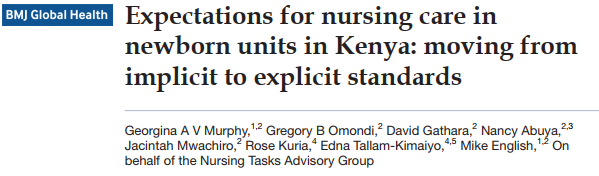 BMJ Global Health
Expectations for nursing care in
newborn units in Kenya: moving from
implicit to explicit standards
Georgina A V Murphy,1,2 Gregory B Omondi,2 David Gathara,2 Nancy Abuya,2,3
Jacintah Mwachiro,2 Rose Kuria,4 Edna Tallam-Kimaiyo,4,5 Mike English,1,2 On
behalf of the Nursing Tasks Advisory Group